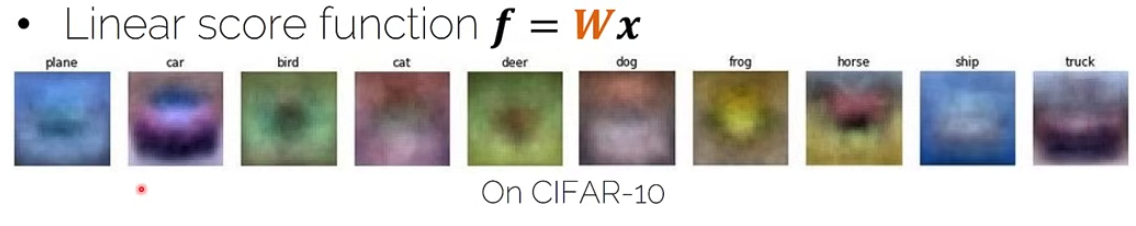 • Linear score function f = Wx
plane car bird cat deer dog frog horse ship truck
On CIFAR-10